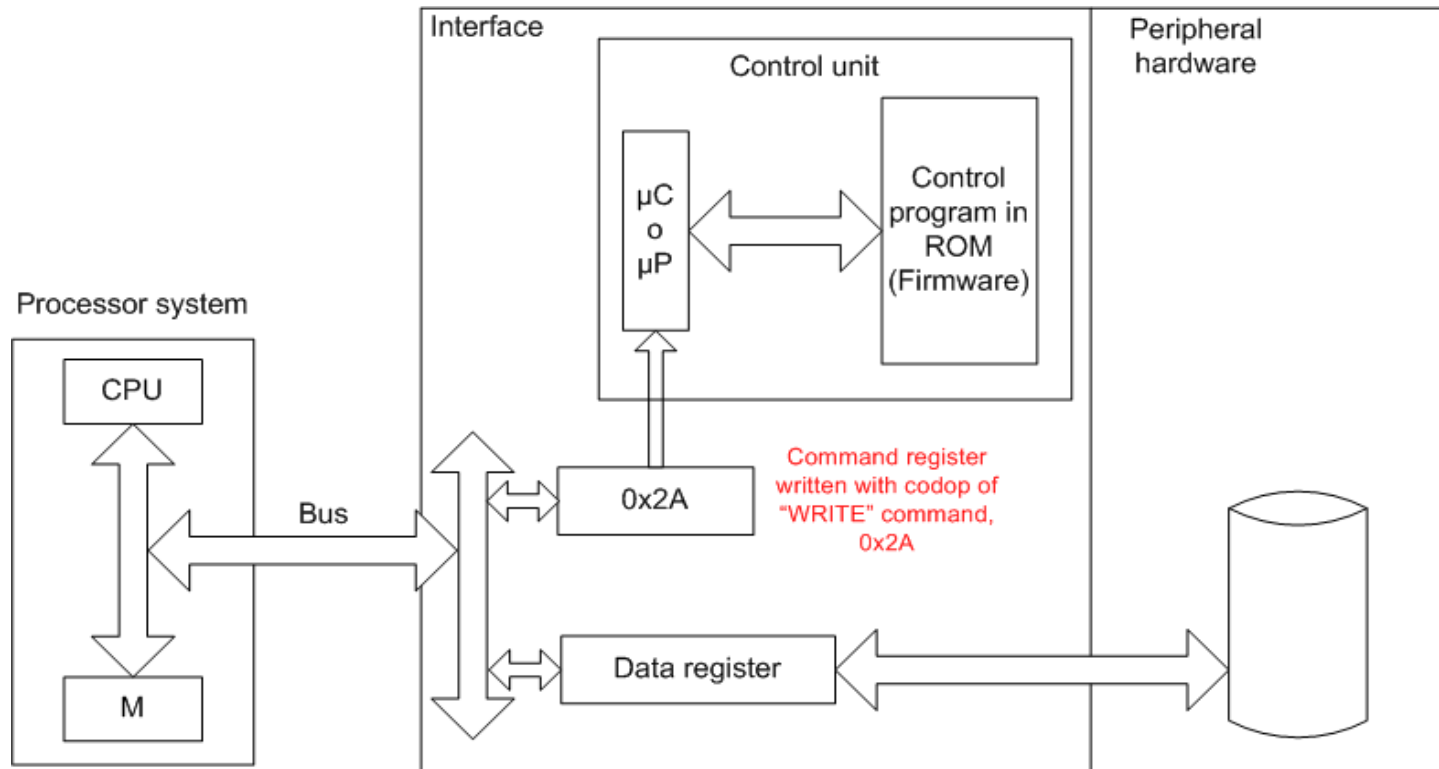 Interface
Peripheral
hardware
Control unit
µC
o
µP
Control
program in
ROM
(Firmware)
Processor system
CPU
M
Bus
0x2A
Command register
written with codop of
“WRITE” command,
0x2A
Data register